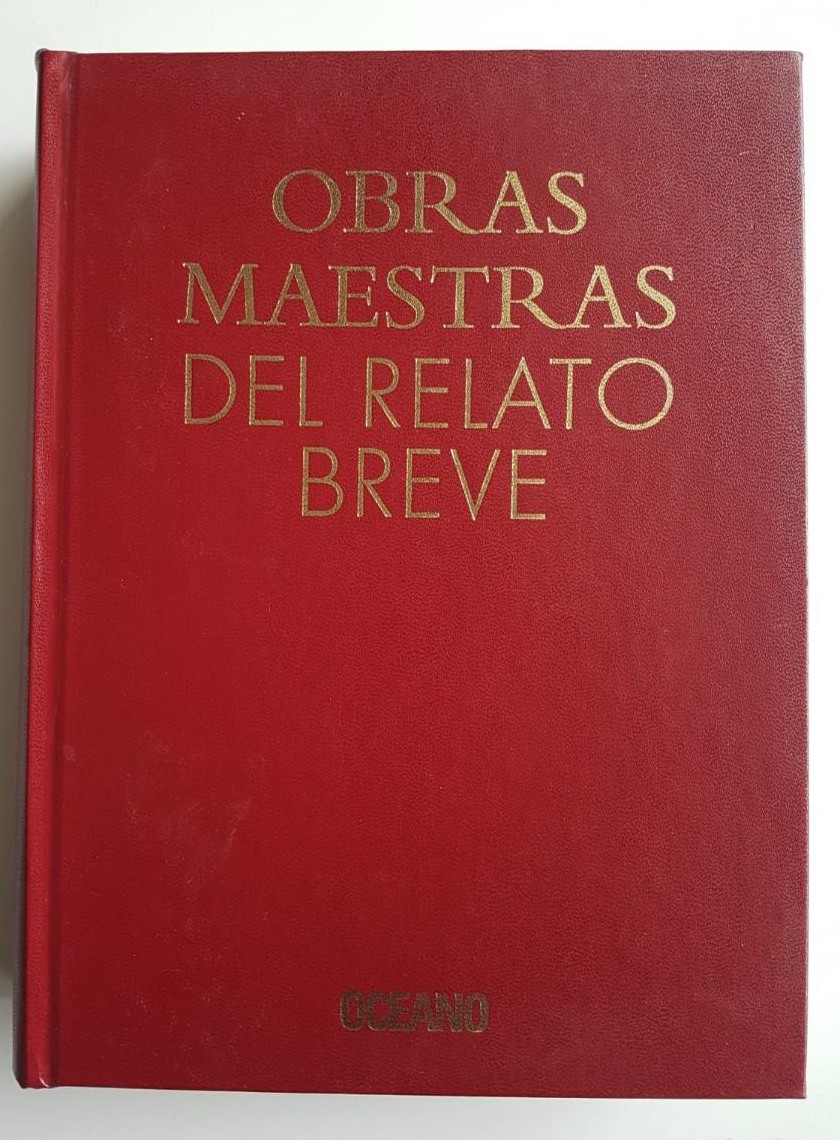 OBRAS
MAESTRAS
DEL RELATO
BREVE
OCEANO